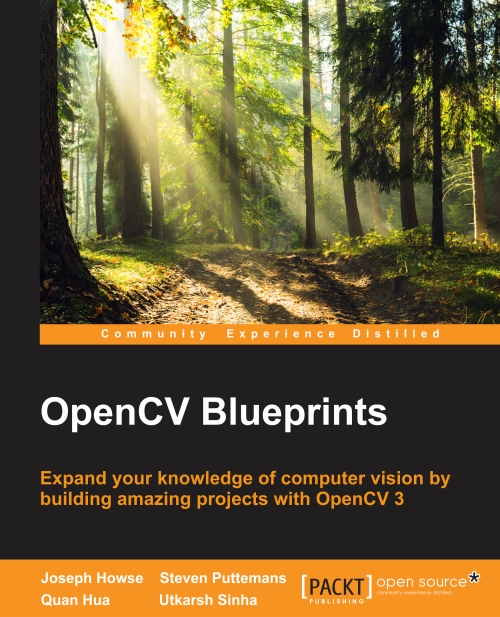 Community Experience Distilled
OpenCV Blueprints
Expand your knowledge of computer vision by
building amazing projects with OpenCV 3
Joseph Howse Steven Puttemans
Quan Hua Utkarsh Sinha
[PACKT] open source*
PUBLISHING community experience distilled